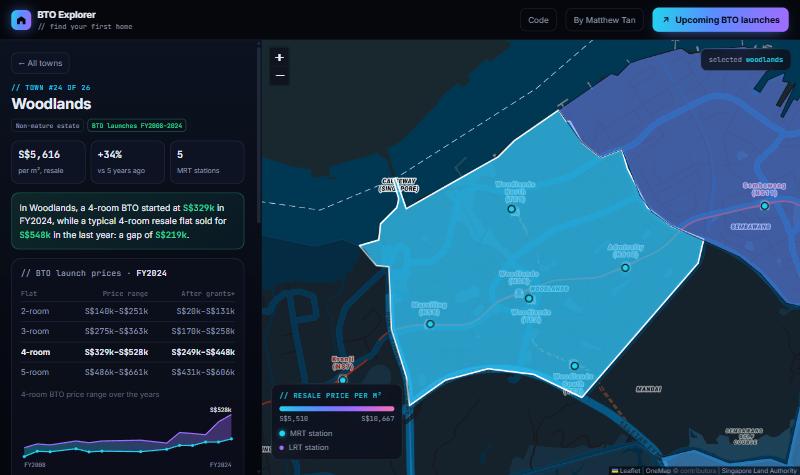 BTO Explorer
// find your first home
Code
By Matthew Tan
↗ Upcoming BTO launches
← All towns
// TOWN #24 OF 26
Woodlands
Non-mature estate
BTO launches FY2008-2024
S$5,616
per m², resale
+34%
vs 5 years ago
5
MRT stations
In Woodlands, a 4-room BTO started at S$329k in
FY2024, while a typical 4-room resale flat sold for
S$548k in the last year: a gap of S$219k.
// BTO launch prices · FY2024
Flat Price range After grants*
2-room S$140k–S$251k S$20k–S$131k
3-room S$275k–S$363k S$170k–S$258k
4-room S$329k–S$528k S$249k–S$448k
5-room S$486k–S$661k S$431k–S$606k
4-room BTO price range over the years
S$528k
FY2008
FY2024
+
−
selected woodlands
CAUSEWAY
(SINGAPORE)
Woodlands
North
Sembawang
SEMBAWANG
Admiralty
Woodlands
WOODLANDS
Woodlands
Marsiling
Kranji
Woodlands
South
MANDAI
SEMBAWANG
GOLF
COURSE
// RESALE PRICE PER M²
S$5,510
S$10,667
MRT station
LRT station
Leaflet | OneMap © contributors | Singapore Land Authority